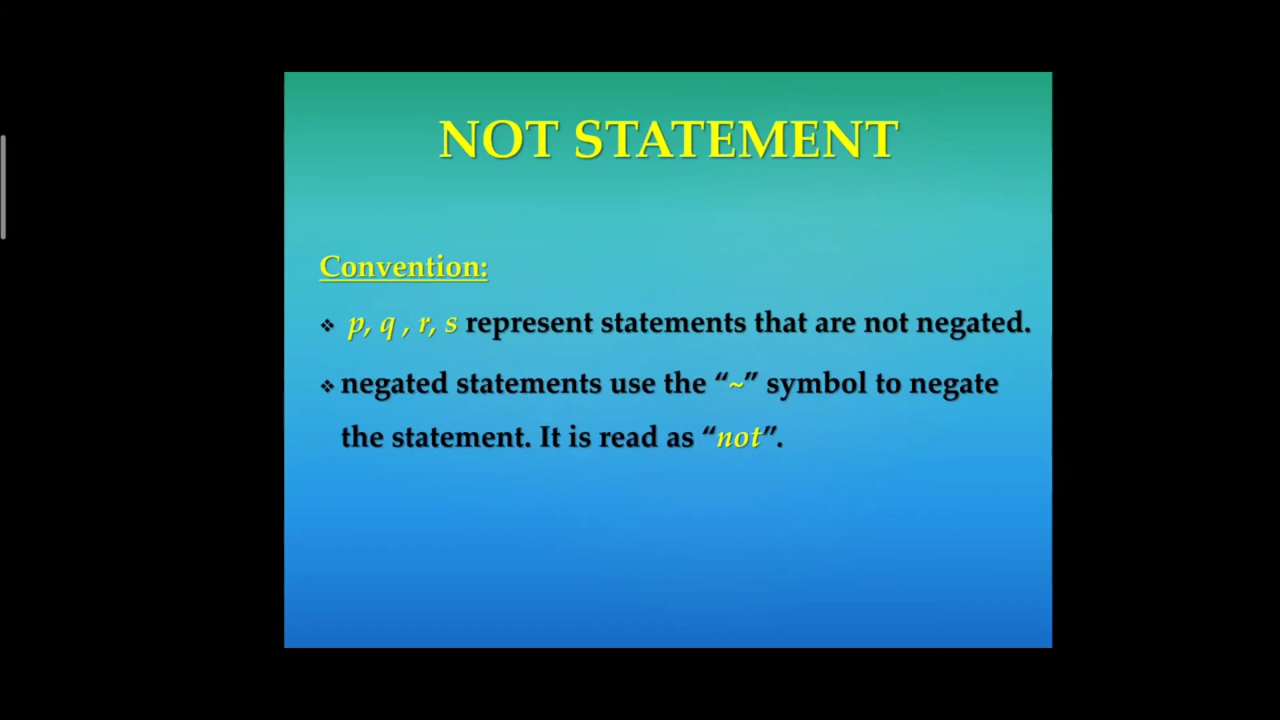 NOT STATEMENT
Convention:
❖ p, q , r, s represent statements that are not negated.
❖ negated statements use the “~” symbol to negate
the statement. It is read as “not”.